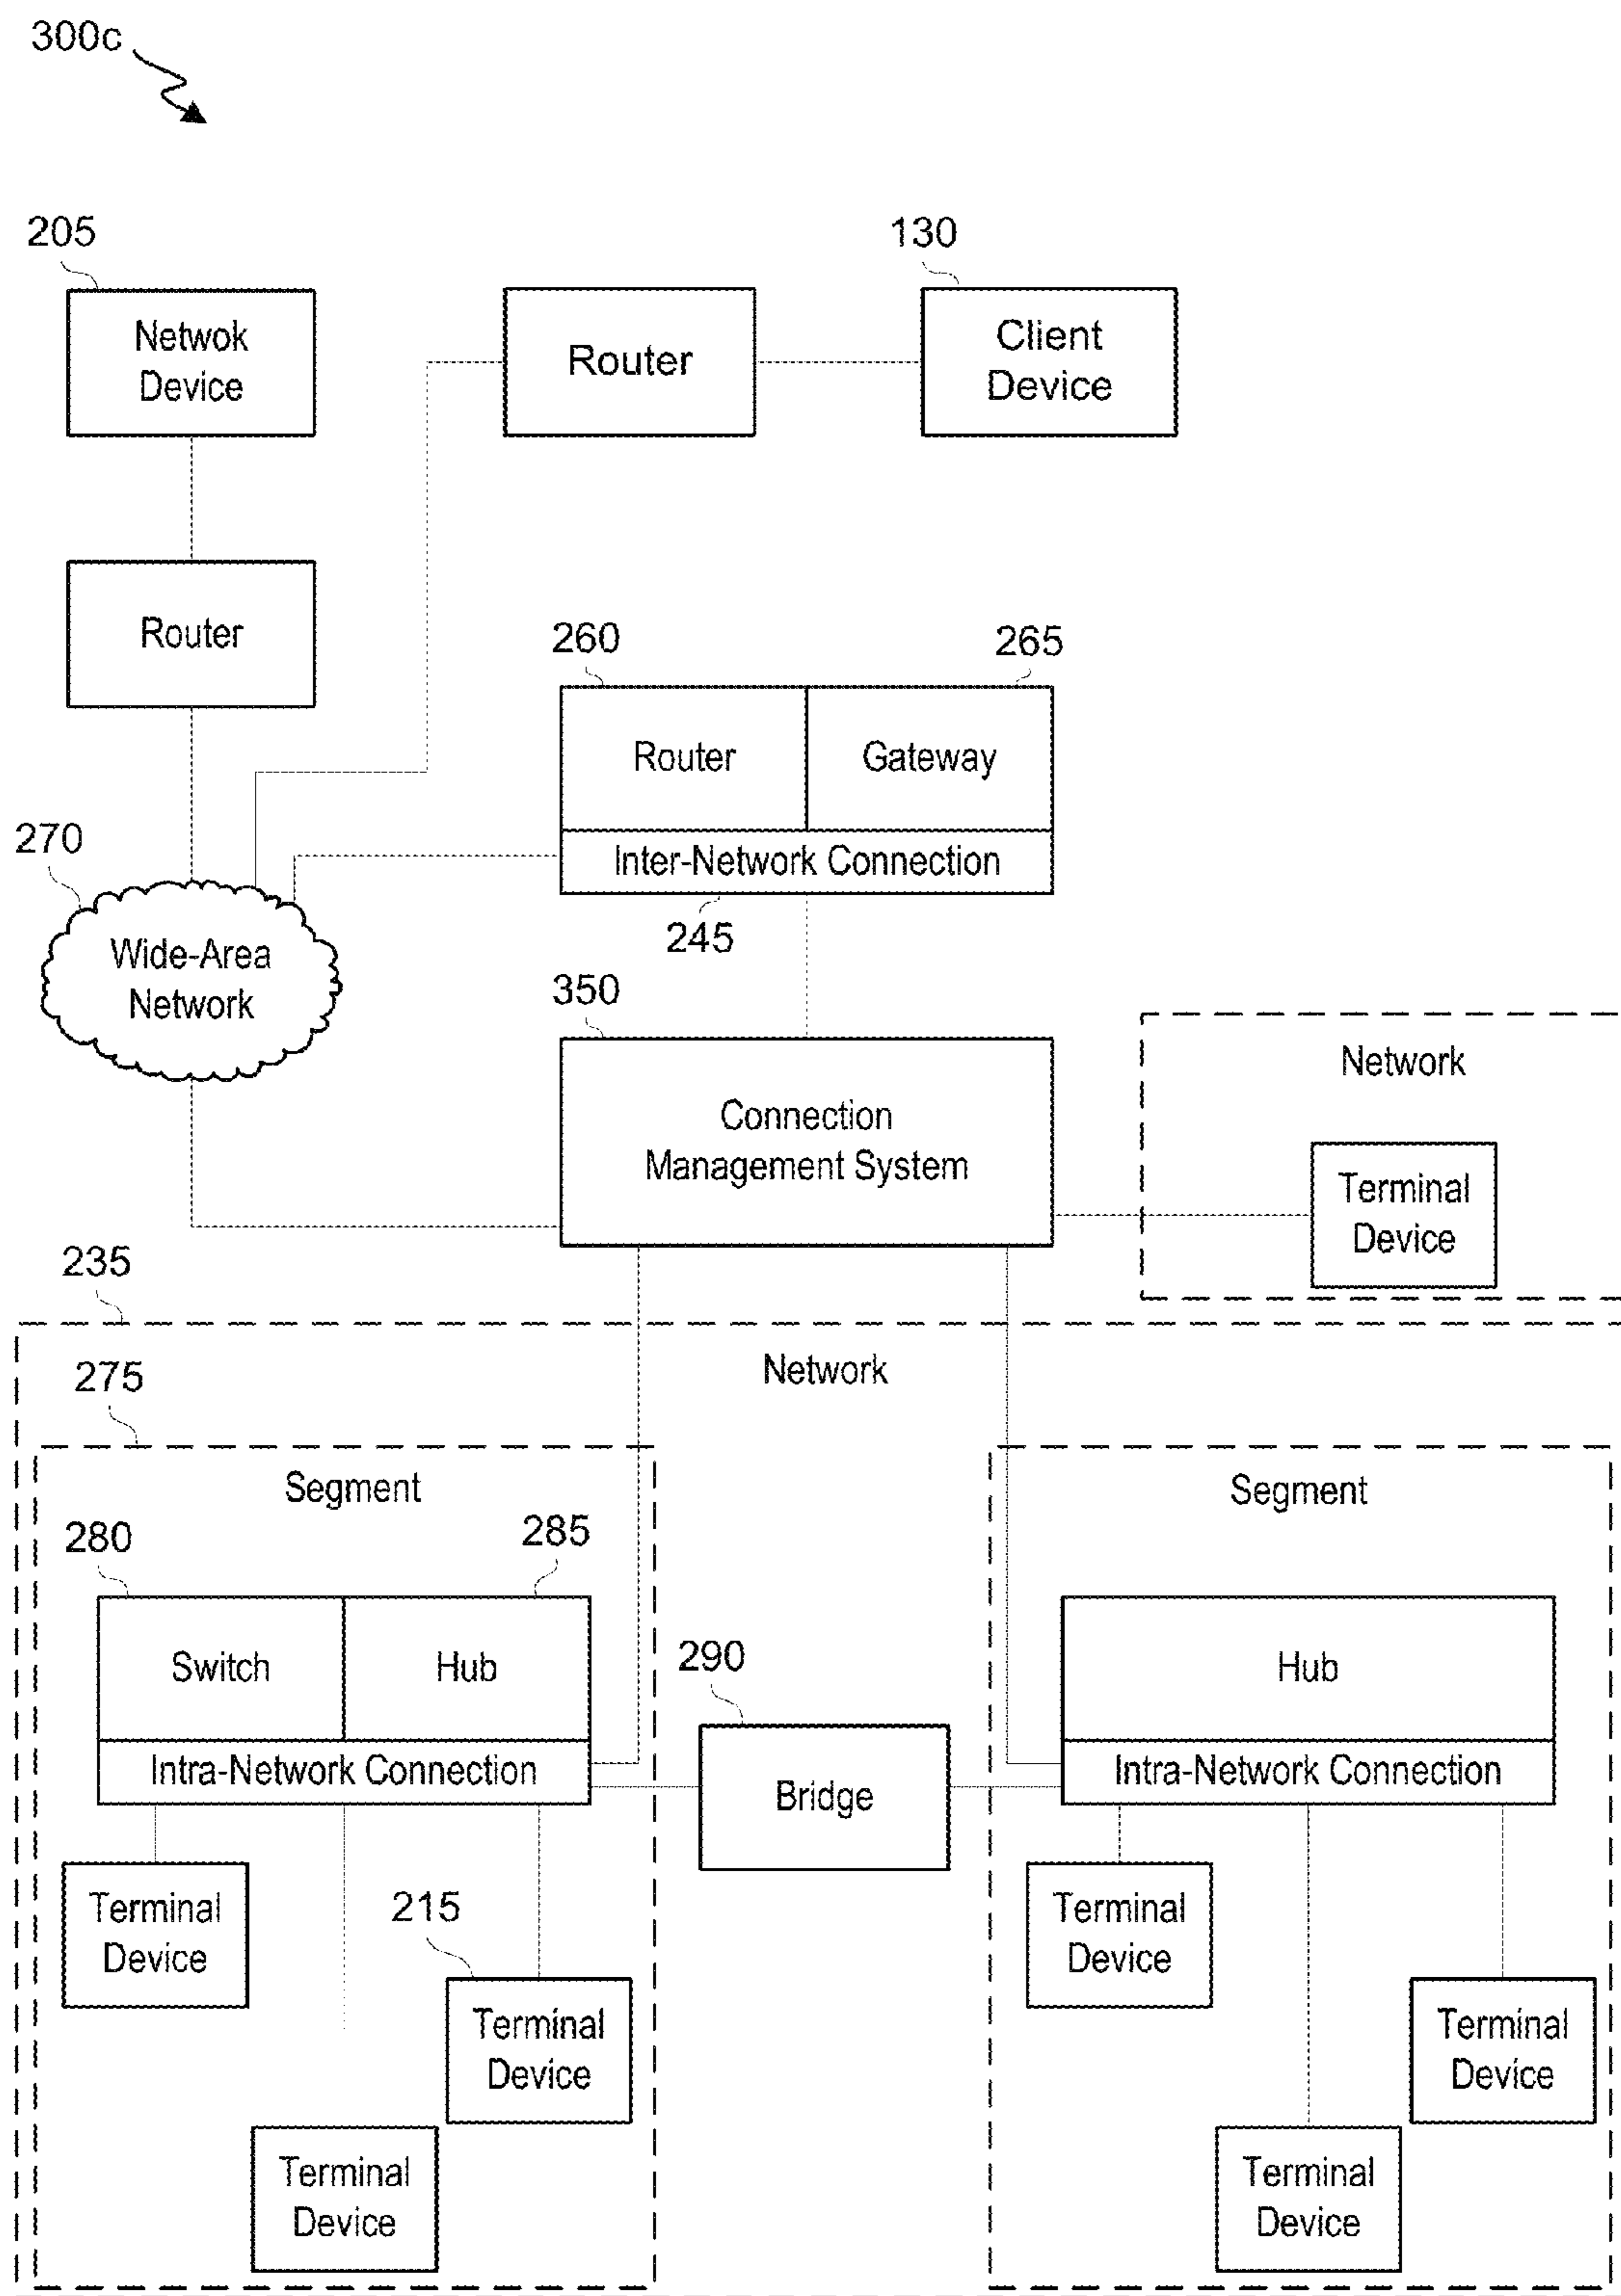 300c
205
130
Netwok
Device
Router
Client
Device
Router
260
265
Router
Gateway
Inter-Network Connection
245
270
Wide-Area
Network
350
Connection
Management System
Network
Terminal
Device
235
Network
275
Segment
Segment
280
285
Switch
Hub
Intra-Network Connection
290
Bridge
Hub
Intra-Network Connection
Terminal
Device
215
Terminal
Device
Terminal
Device
Terminal
Device
Terminal
Device
Terminal
Device